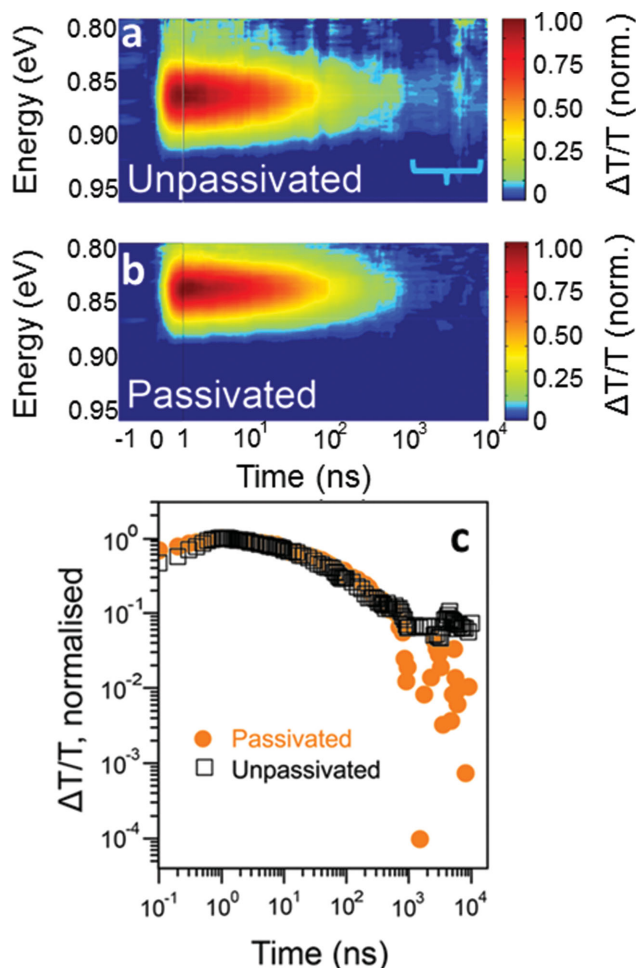 a
0.80
0.85
0.90
0.95
Energy (eV)
Unpassivated
1.00
0.75
0.50
0.25
0
ΔT/T (norm.)
b
0.80
0.85
0.90
0.95
Energy (eV)
Passivated
1.00
0.75
0.50
0.25
0
ΔT/T (norm.)
-1 0 1 10¹ 10² 10³ 10⁴
Time (ns)
c
10⁰
10⁻¹
10⁻²
10⁻³
10⁻⁴
ΔT/T, normalised
Passivated
Unpassivated
10⁻¹ 10⁰ 10¹ 10² 10³ 10⁴
Time (ns)